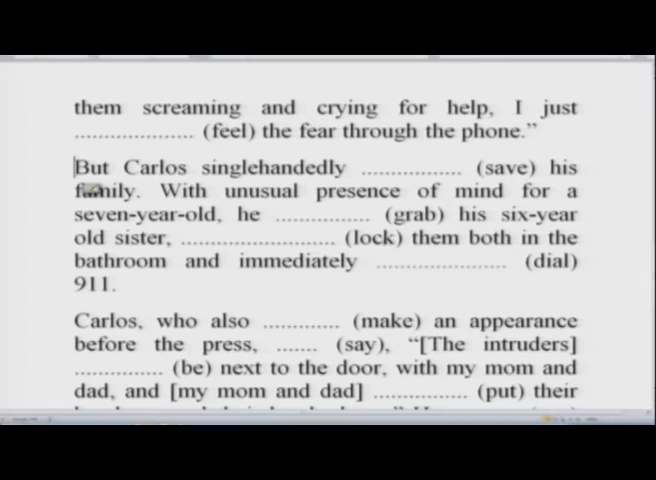 them screaming and crying for help, I just
.................... (feel) the fear through the phone.”
But Carlos singlehandedly ................. (save) his
family. With unusual presence of mind for a
seven-year-old, he ................ (grab) his six-year
old sister, .......................... (lock) them both in the
bathroom and immediately ...................... (dial)
911.
Carlos, who also ............. (make) an appearance
before the press, ....... (say), “[The intruders]
............... (be) next to the door, with my mom and
dad, and [my mom and dad] ................ (put) their